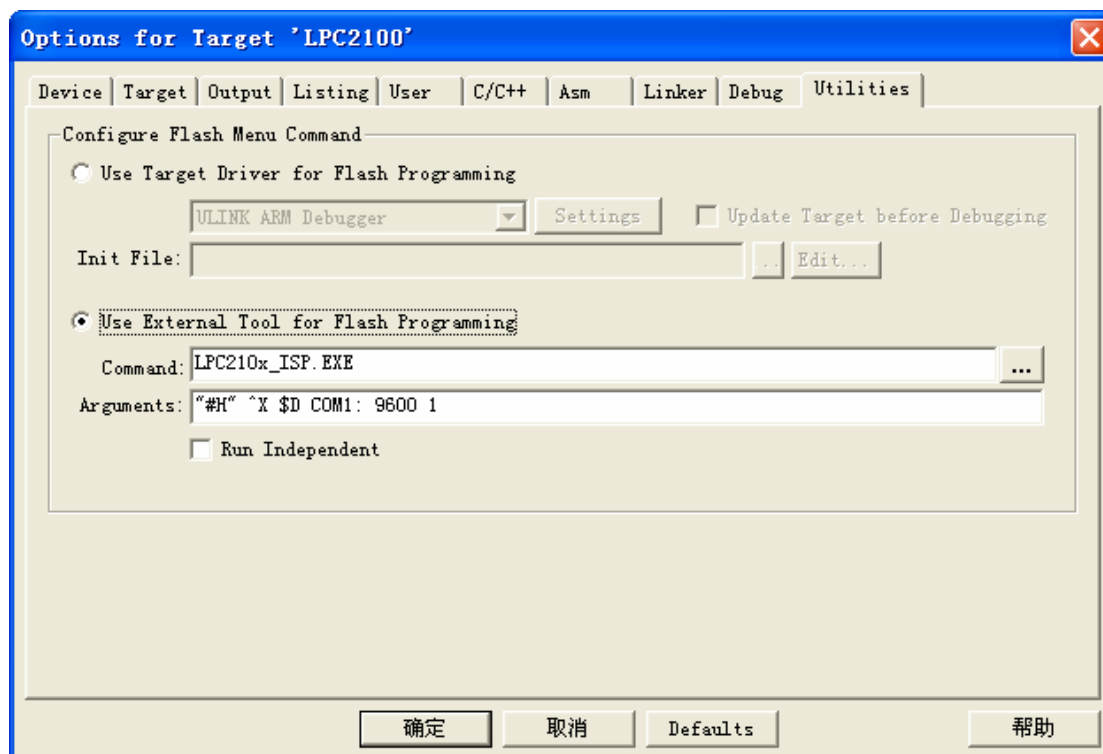 Options for Target 'LPC2100'
Device Target Output Listing User C/C++ Asm Linker Debug Utilities
Configure Flash Menu Command
Use Target Driver for Flash Programming
ULINK ARM Debugger Settings Update Target before Debugging
Init File: .. Edit...
Use External Tool for Flash Programming
Command: LPC210x_ISP.EXE ...
Arguments: "#H" ^X $D COM1: 9600 1
Run Independent
确定 取消 Defaults 帮助